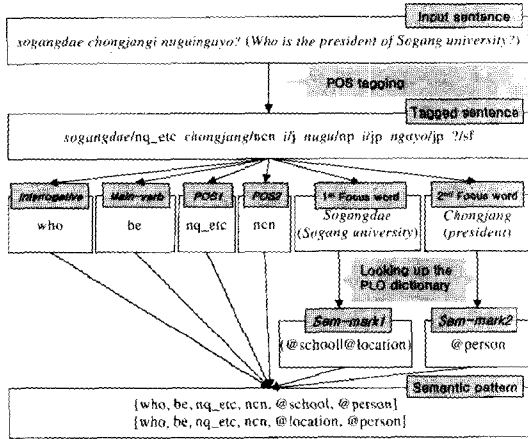 Input sentence
sogangdae chongjangi nuguinguyo? (Who is the president of Sogang university?)
POS tagging
Tagged sentence
sogangdae/nq_etc chongjang/ncn i/j nugu/np i/jp ngayo/jp ?/sf
Interrogative
Main-verb
POS1
POS2
1st Focus word
2nd Focus word
who
be
nq_etc
ncn
Sogangdae
(Sogang university)
Chongjang
(president)
Looking up the
PLO dictionary
Sem-mark1
Sem-mark2
(@school|@location)
@person
Semantic pattern
{who, be, nq_etc, ncn, @school, @person]
{who, be, nq_etc, ncn, @location, @person}